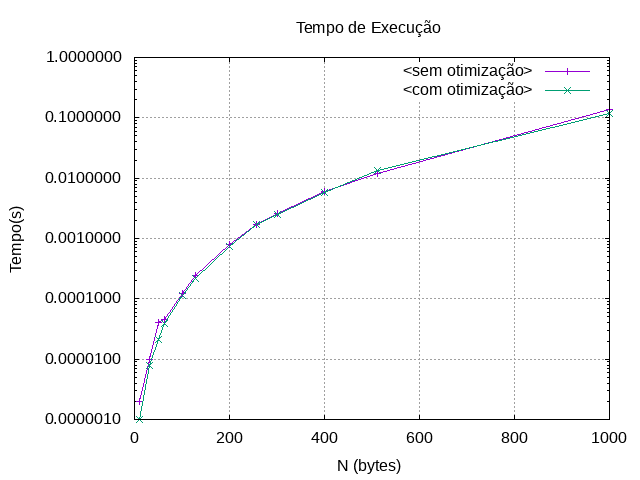 Tempo de Execução
1.0000000
<sem otimização>
<com otimização>
0.1000000
0.0100000
0.0010000
0.0001000
0.0000100
0.0000010
Tempo(s)
0 200 400 600 800 1000
N (bytes)